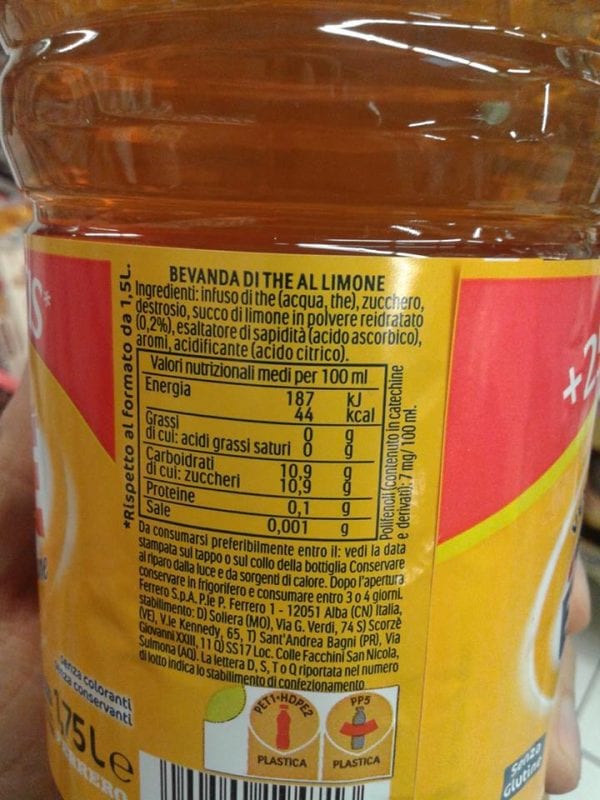 BEVANDA DI THE AL LIMONE
Ingredienti: infuso di the (acqua, the), zucchero,
destrosio, succo di limone in polvere reidratato
(0,2%), esaltatore di sapidità (acido ascorbico),
aromi, acidificante (acido citrico).
Valori nutrizionali medi per 100 ml
Energia
187 kJ
44 kcal
Grassi 0 g
di cui: acidi grassi saturi 0 g
Carboidrati 10,9 g
di cui: zuccheri 10,9 g
Proteine 0,1 g
Sale 0,001 g
Polifenoli (contenuto in catechine
e derivati): 7 mg/100 ml.
*Rispetto al formato da 1,5L.
Da consumarsi preferibilmente entro il: vedi la data
stampata sul tappo o sul collo della bottiglia Conservare
al riparo dalla luce e da sorgenti di calore. Dopo l'apertura
conservare in frigorifero e consumare entro 3 o 4 giorni.
Ferrero S.p.A. P.le P. Ferrero 1 - 12051 Alba (CN) Italia,
stabilimento: D) Soliera (MO), Via G. Verdi, 74 S) Scorzè
(VE), V.le Kennedy, 65, T) Sant'Andrea Bagni (PR), Via
Giovanni XXIII, 11 Q) SS17 Loc. Colle Facchini San Nicola,
Sulmona (AQ). La lettera D, S, T o Q riportata nel numero
di lotto indica lo stabilimento di confezionamento
PET1-HDPE2
PLASTICA
PP5
PLASTICA
senza coloranti
senza conservanti
1,75 L e
FERRERO
+2
Senza
Glutine